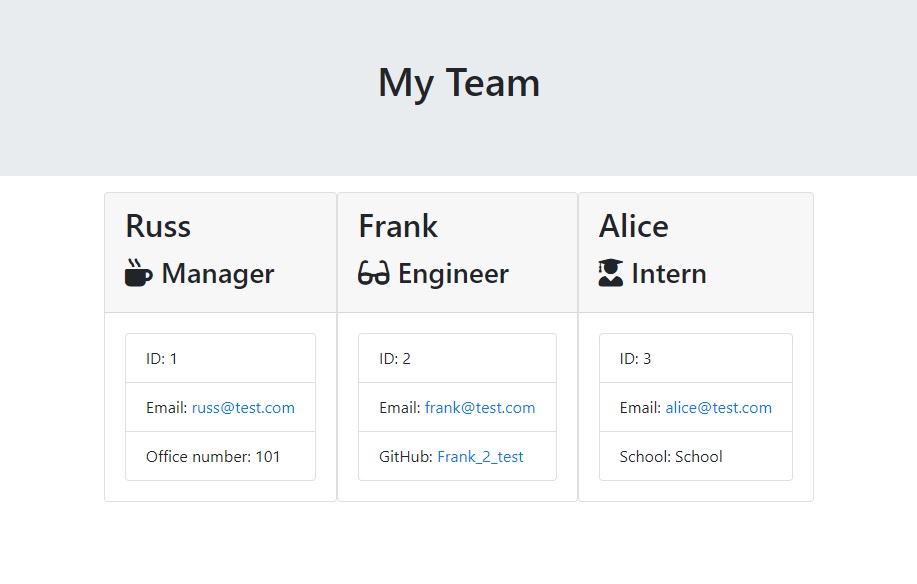 My Team
Russ
Manager
ID: 1
Email: russ@test.com
Office number: 101
Frank
Engineer
ID: 2
Email: frank@test.com
GitHub: Frank_2_test
Alice
Intern
ID: 3
Email: alice@test.com
School: School